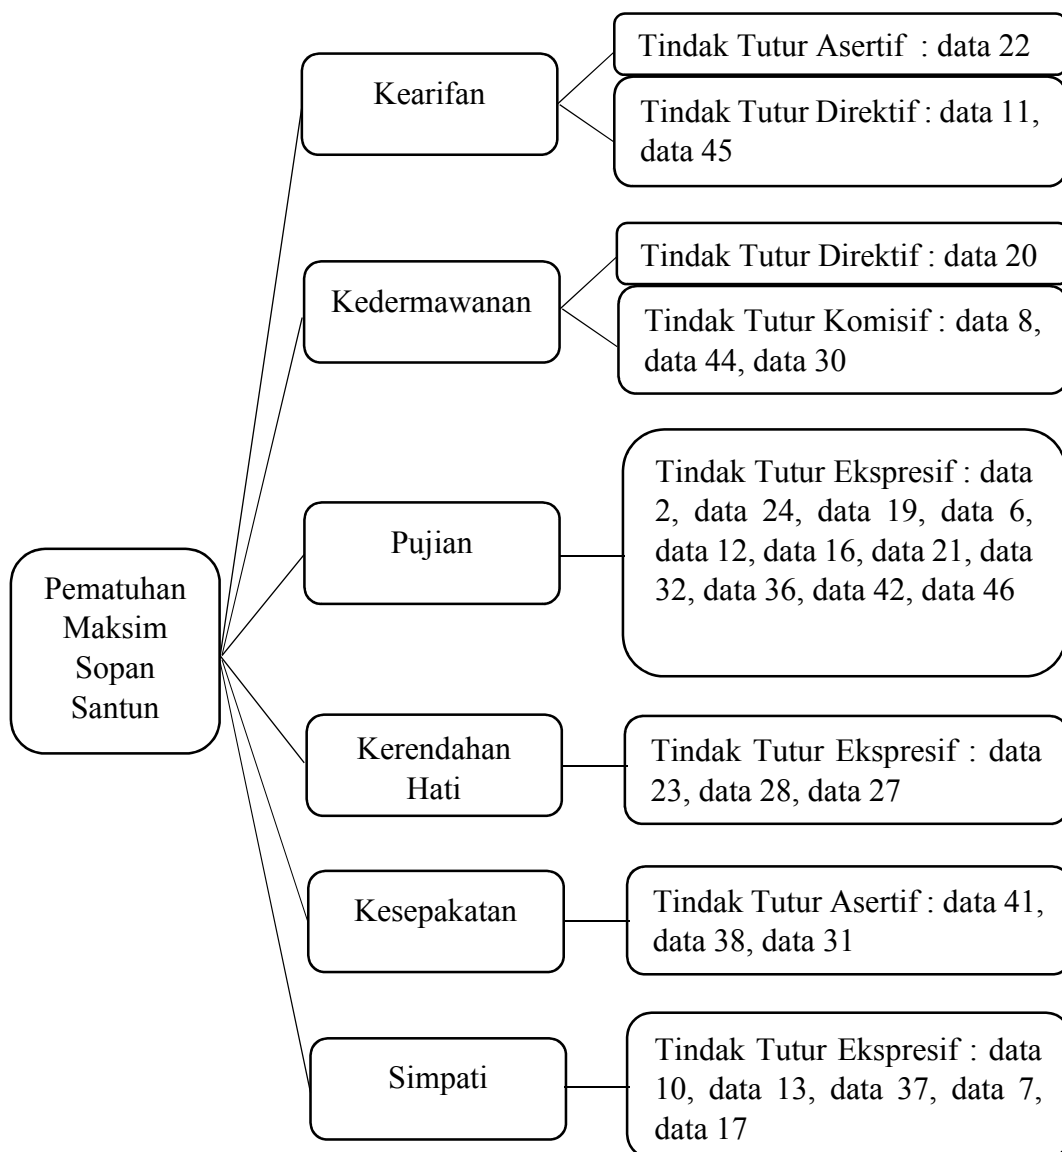 Pematuhan
Maksim
Sopan
Santun
Kearifan
Tindak Tutur Asertif : data 22
Tindak Tutur Direktif : data 11,
data 45
Kedermawanan
Tindak Tutur Direktif : data 20
Tindak Tutur Komisif : data 8,
data 44, data 30
Pujian
Tindak Tutur Ekspresif : data
2, data 24, data 19, data 6,
data 12, data 16, data 21, data
32, data 36, data 42, data 46
Kerendahan
Hati
Tindak Tutur Ekspresif : data
23, data 28, data 27
Kesepakatan
Tindak Tutur Asertif : data 41,
data 38, data 31
Simpati
Tindak Tutur Ekspresif : data
10, data 13, data 37, data 7,
data 17